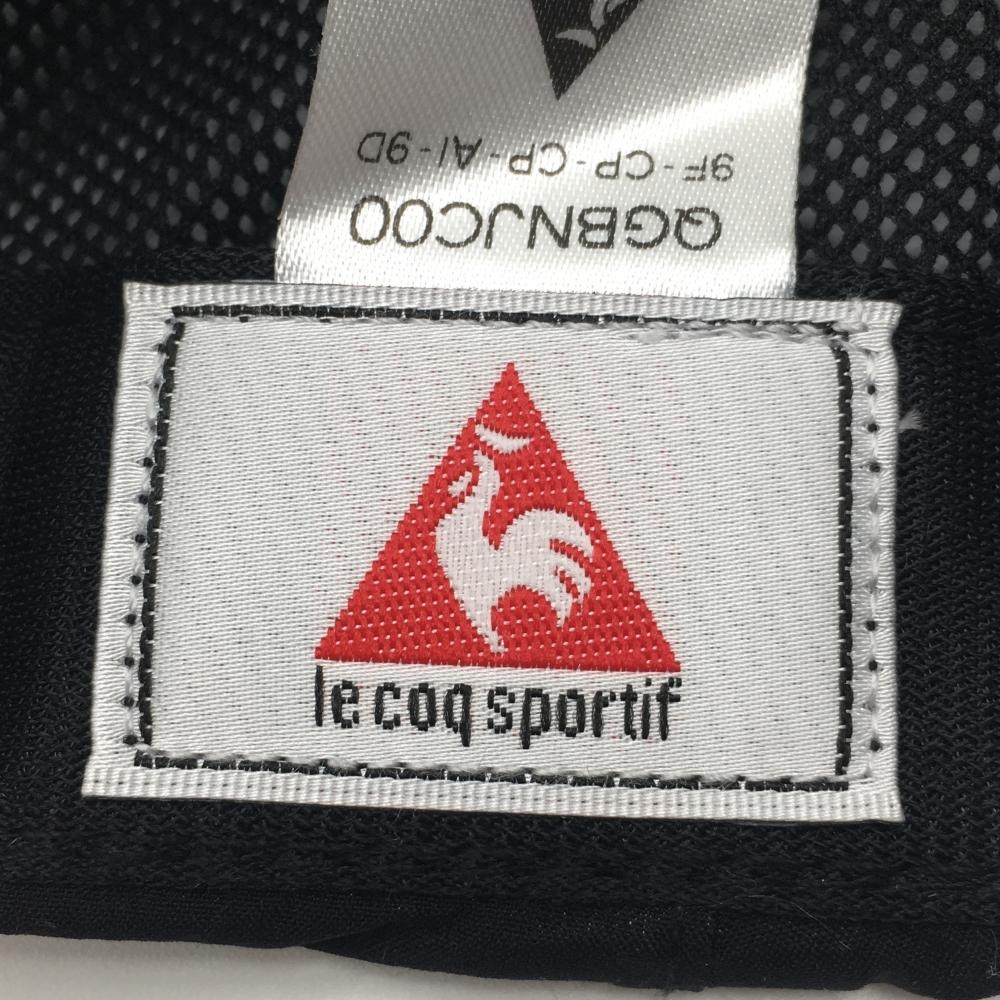 QGBNJC00
9F-CP-CP-AI-9D
le coq sportif